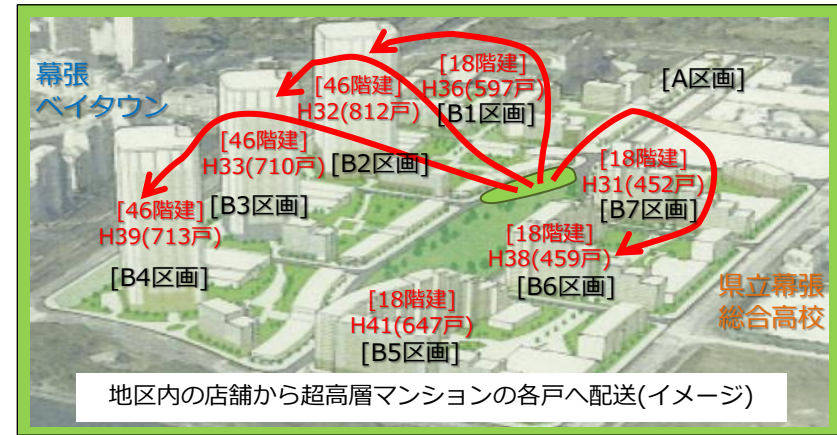 幕張
ベイタウン
[18階建]
H36(597戸)
[B1区画]
[A区画]
[46階建]
H32(812戸)
[B2区画]
[46階建]
H33(710戸)
[B3区画]
[46階建]
H39(713戸)
[B4区画]
[18階建]
H31(452戸)
[B7区画]
[18階建]
H38(459戸)
[B6区画]
[18階建]
H41(647戸)
[B5区画]
県立幕張
総合高校
地区内の店舗から超高層マンションの各戸へ配送(イメージ)